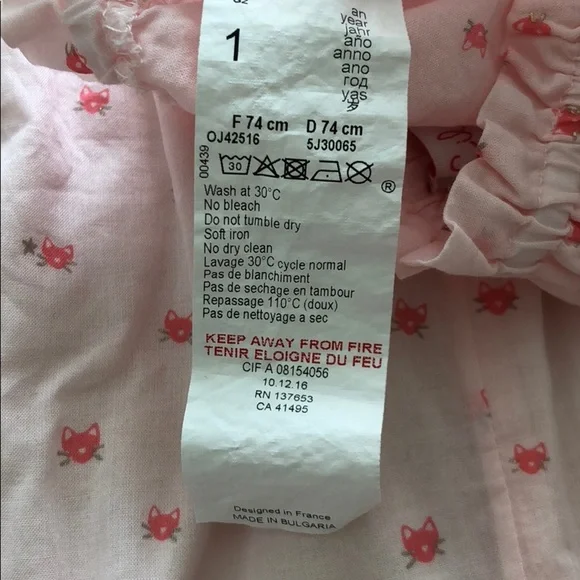 1
an
year
jahr
año
anno
ano
год
yaş
岁
F 74 cm D 74 cm
OJ42516 5J30065
00439
30
®
Wash at 30°C
No bleach
Do not tumble dry
Soft iron
No dry clean
Lavage 30°C cycle normal
Pas de blanchiment
Pas de sechage en tambour
Repassage 110°C (doux)
Pas de nettoyage a sec
KEEP AWAY FROM FIRE
TENIR ELOIGNE DU FEU
CIF A 08154056
10.12.16
RN 137653
CA 41495
Designed in France
MADE IN BULGARIA